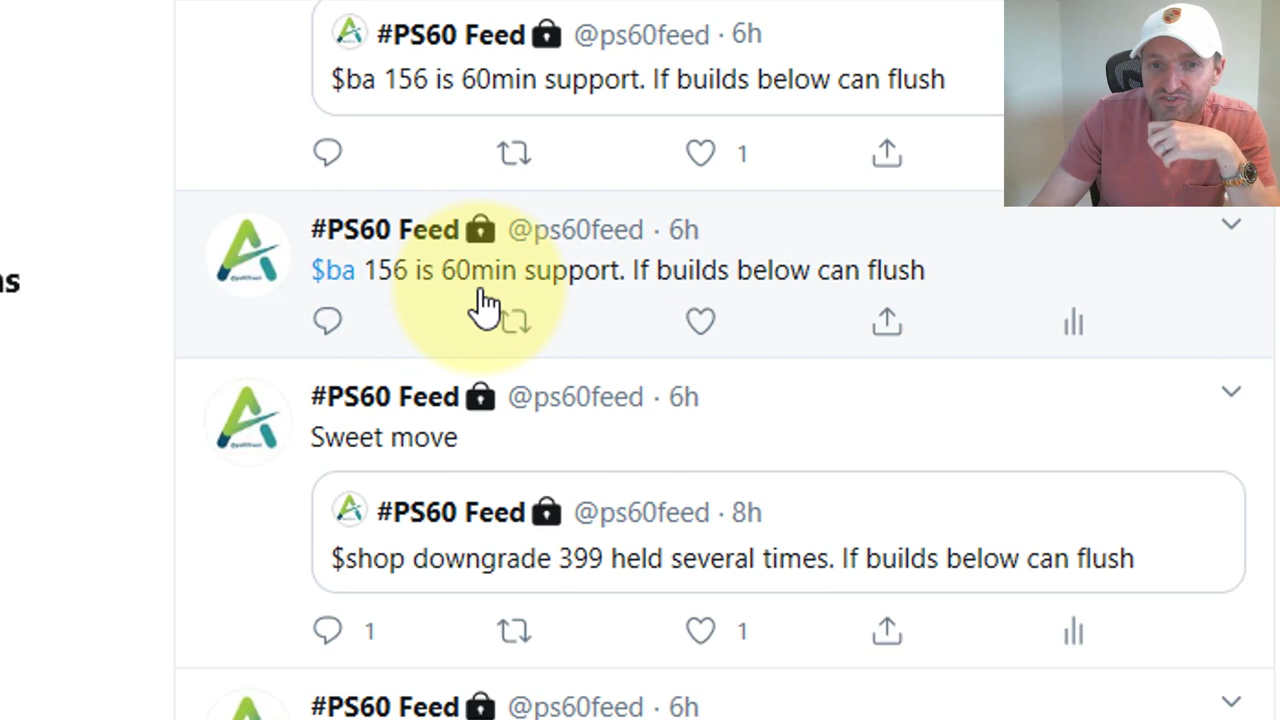 #PS60 Feed @ps60feed · 6h
$ba 156 is 60min support. If builds below can flush
1
#PS60 Feed @ps60feed · 6h
$ba 156 is 60min support. If builds below can flush
ns
#PS60 Feed @ps60feed · 6h
Sweet move
#PS60 Feed @ps60feed · 8h
$shop downgrade 399 held several times. If builds below can flush
1 1
#PS60 Feed @ps60feed · 6h